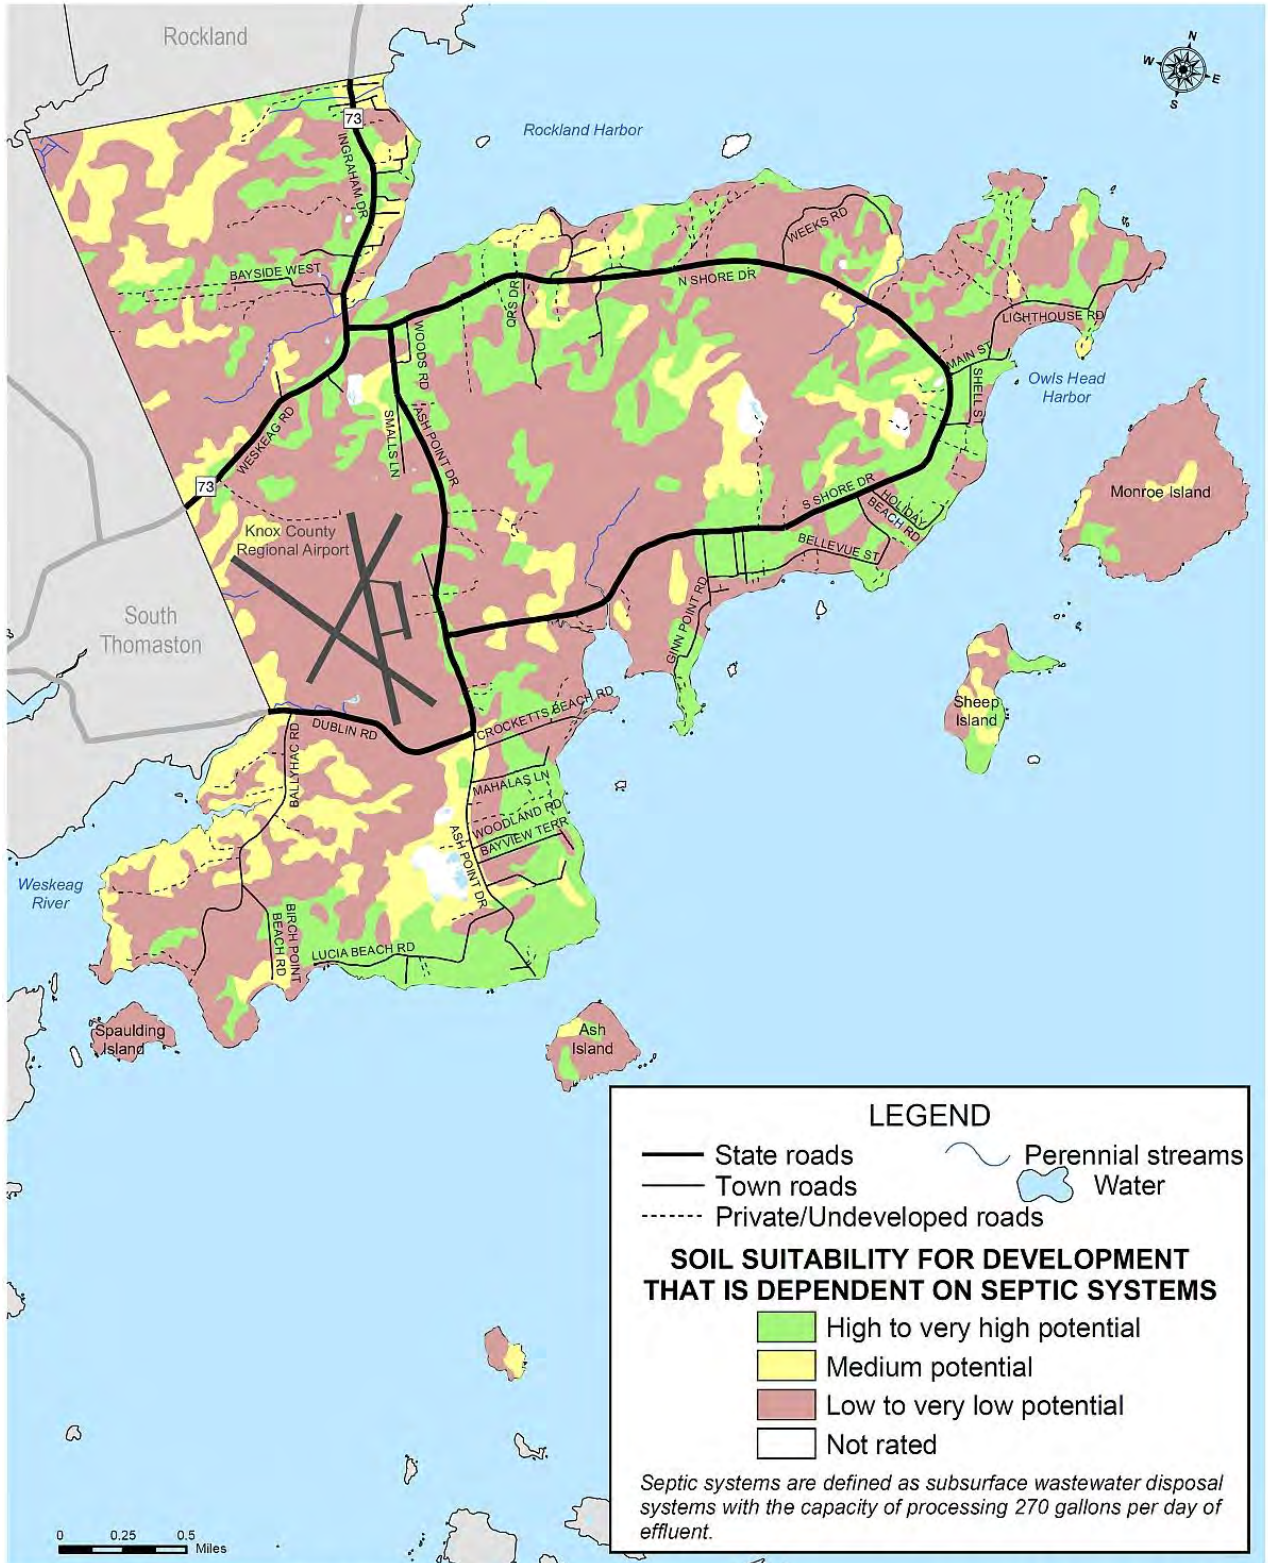 Rockland
N
W
E
S
73
Rockland Harbor
INGRAHAM DR
WEEKS RD
BAYSIDE WEST
N SHORE DR
QRS DR
LIGHTHOUSE RD
WOODS RD
MAIN ST
SHELL ST
Owls Head
Harbor
ASH POINT DR
SMALLS LN
WESKEAG RD
73
S SHORE DR
HOLIDAY
BEACH RD
Monroe Island
Knox County
Regional Airport
BELLEVUE ST
South
Thomaston
GINN POINT RD
Sheep
Island
CROCKETTS BEACH RD
DUBLIN RD
BALLYHAC RD
MAHALAS LN
WOODLAND RD
BAYVIEW TERR
ASH POINT DR
Weskeag
River
BIRCH POINT
BEACH RD
LUCIA BEACH RD
Spaulding
Island
Ash
Island
LEGEND
State roads
Perennial streams
Town roads
Water
Private/Undeveloped roads
SOIL SUITABILITY FOR DEVELOPMENT
THAT IS DEPENDENT ON SEPTIC SYSTEMS
High to very high potential
Medium potential
Low to very low potential
Not rated
Septic systems are defined as subsurface wastewater disposal
systems with the capacity of processing 270 gallons per day of
effluent.
0 0.25 0.5
Miles